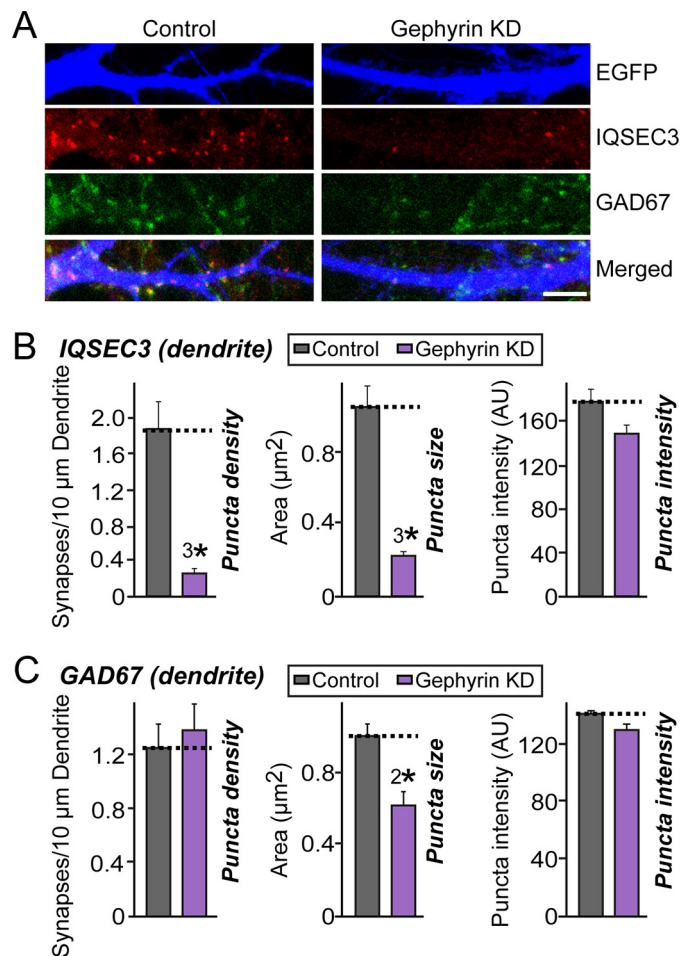 A
Control
Gephyrin KD
EGFP
IQSEC3
GAD67
Merged
B
IQSEC3 (dendrite)
Control
Gephyrin KD
Synapses/10 µm Dendrite
2.0
1.6
1.2
0.8
0.4
0
3*
Puncta density
Area (µm2)
0.8
0.4
0
3*
Puncta size
Puncta intensity (AU)
160
120
80
40
0
Puncta intensity
C
GAD67 (dendrite)
Control
Gephyrin KD
Synapses/10 µm Dendrite
1.2
0.8
0.4
0
Puncta density
Area (µm2)
0.8
0.4
0
2*
Puncta size
Puncta intensity (AU)
120
80
40
0
Puncta intensity